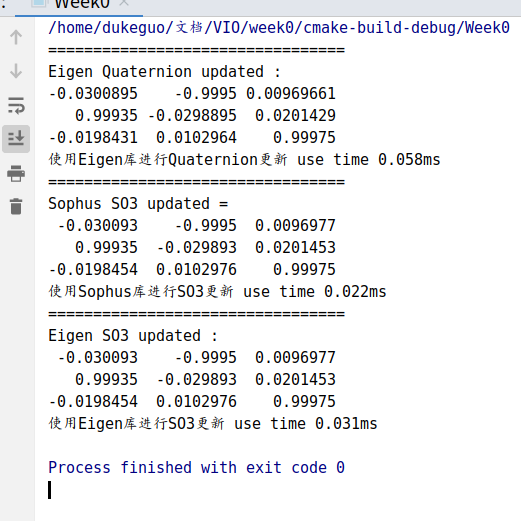 : Week0 ×
/home/dukeguo/文档/VIO/week0/cmake-build-debug/Week0
=================================
Eigen Quaternion updated :
-0.0300895    -0.9995 0.00969661
   0.99935 -0.0298895  0.0201429
-0.0198431  0.0102964    0.99975
使用Eigen库进行Quaternion更新 use time 0.058ms
=================================
Sophus SO3 updated =
 -0.030093    -0.9995  0.0096977
   0.99935  -0.029893  0.0201453
-0.0198454  0.0102976    0.99975
使用Sophus库进行SO3更新 use time 0.022ms
=================================
Eigen SO3 updated :
 -0.030093    -0.9995  0.0096977
   0.99935  -0.029893  0.0201453
-0.0198454  0.0102976    0.99975
使用Eigen库进行SO3更新 use time 0.031ms
Process finished with exit code 0